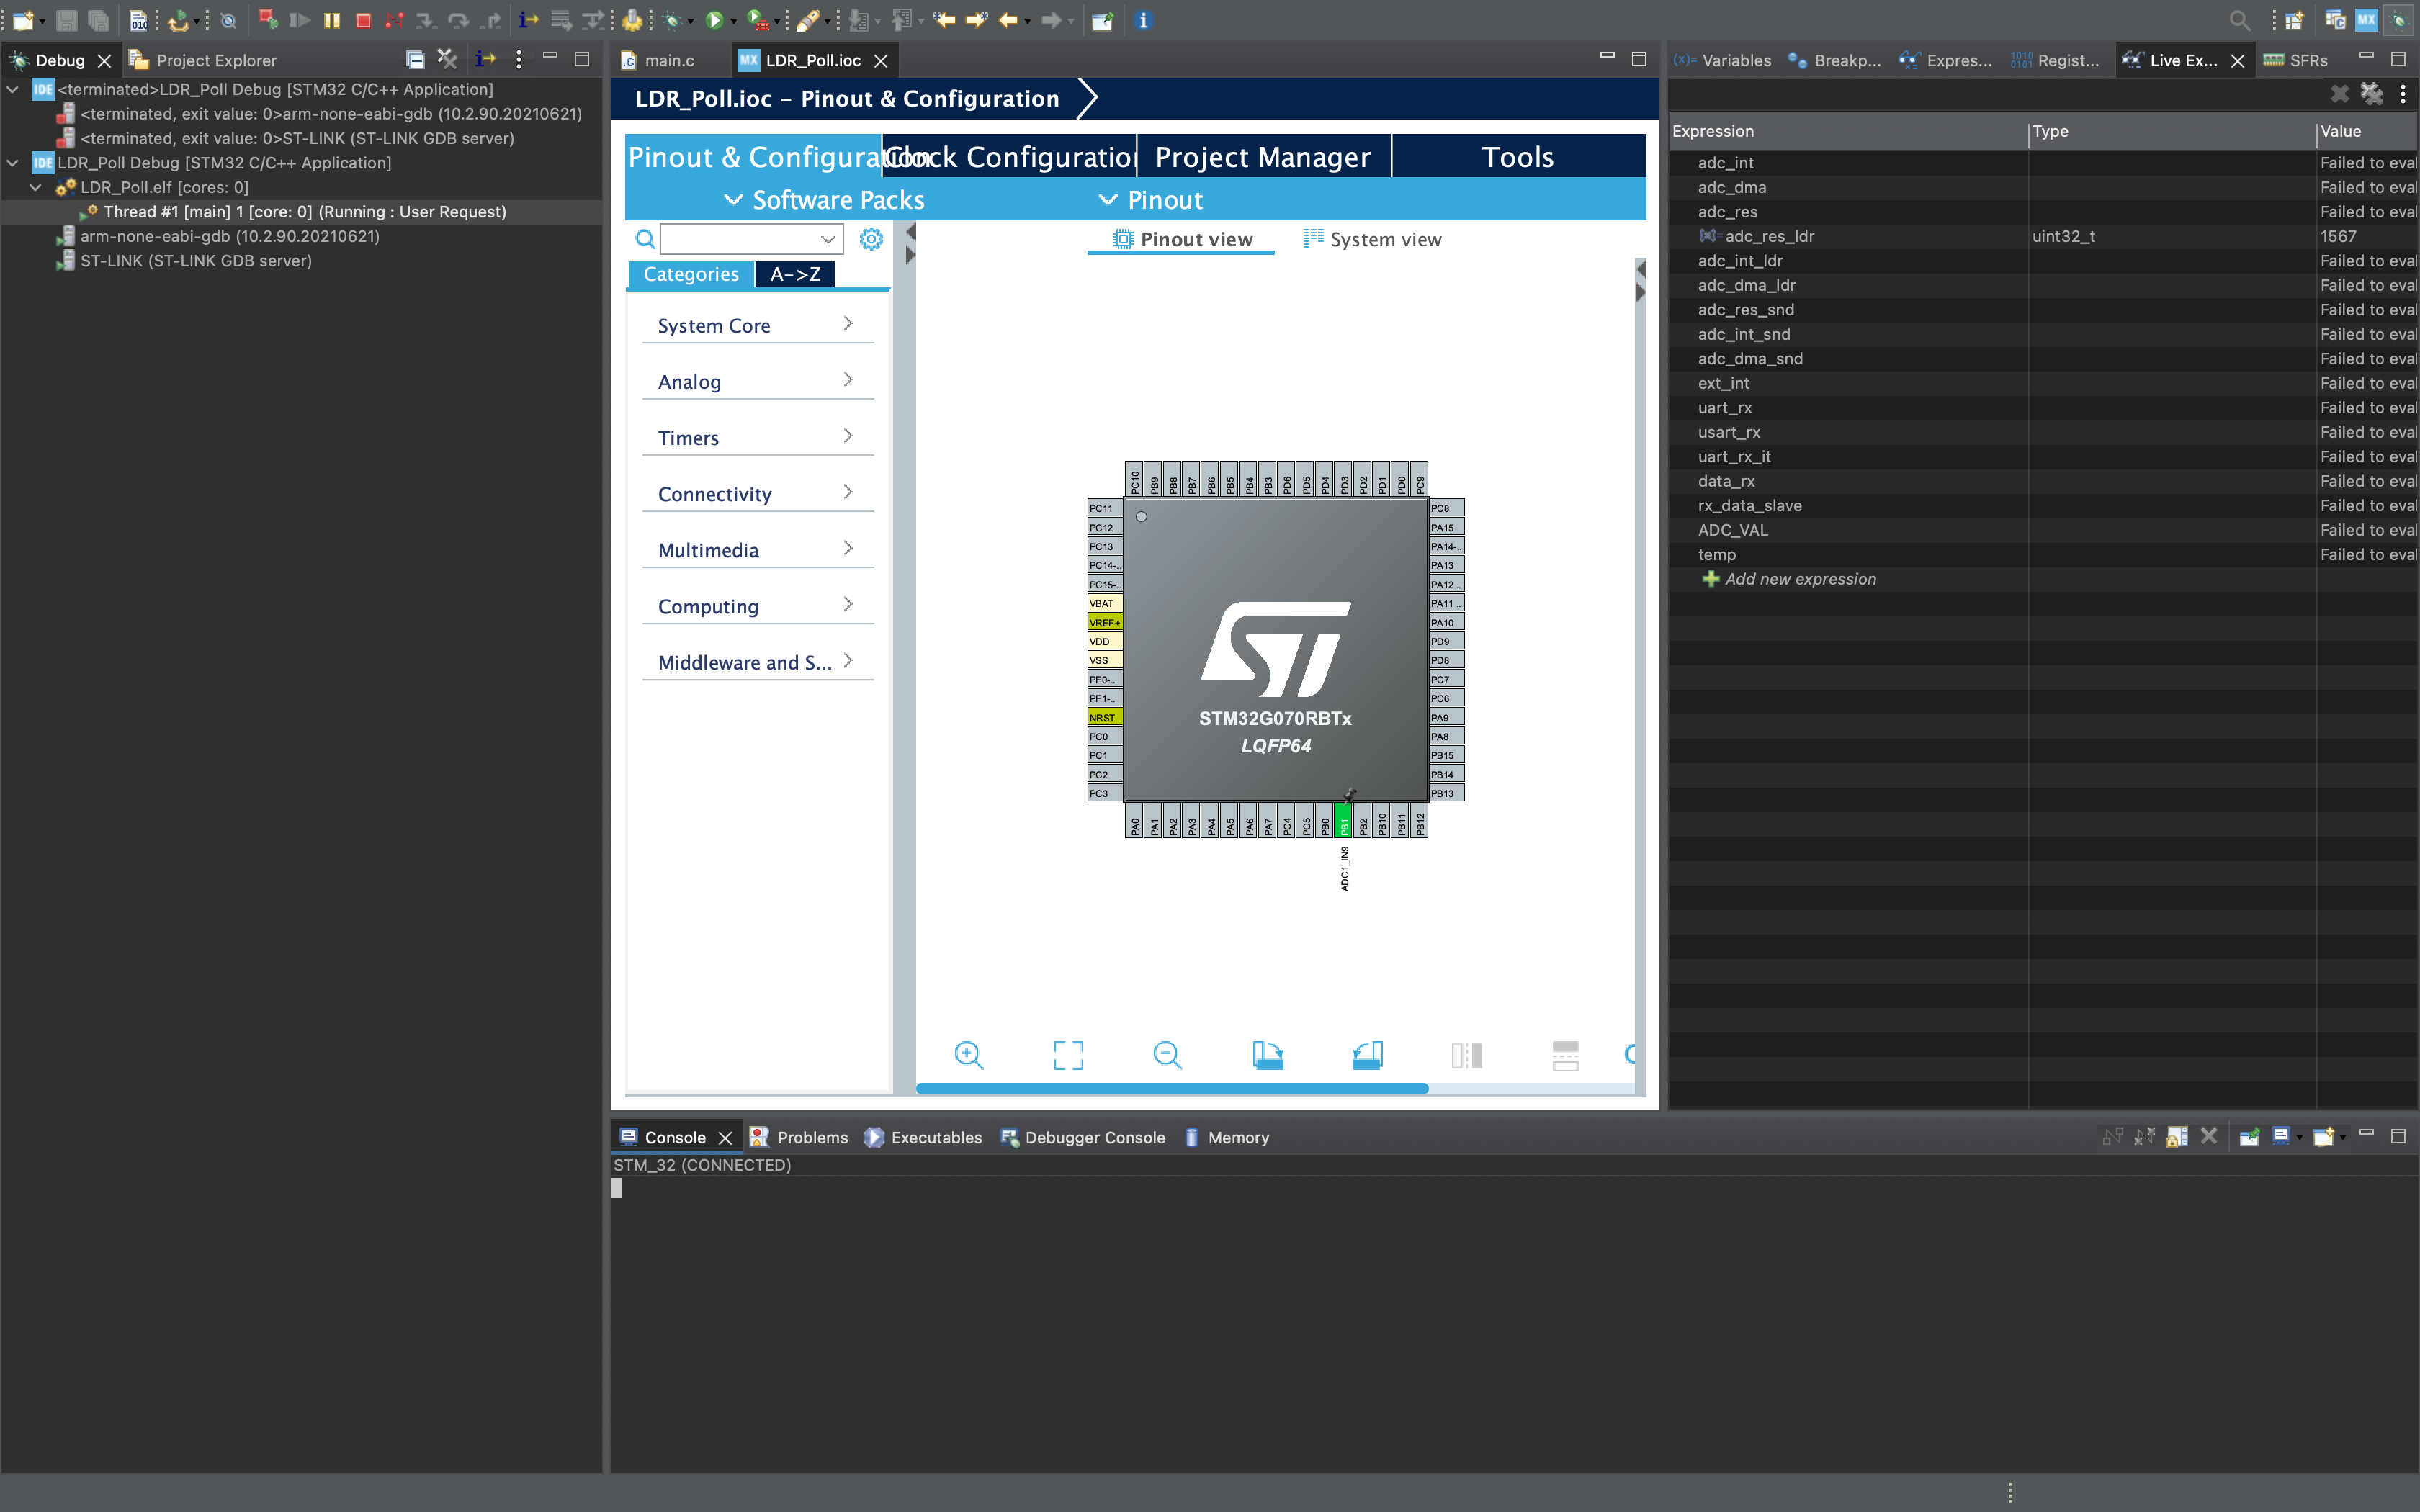 Debug
Project Explorer
<terminated>LDR_Poll Debug [STM32 C/C++ Application]
<terminated, exit value: 0>arm-none-eabi-gdb (10.2.90.20210621)
<terminated, exit value: 0>ST-LINK (ST-LINK GDB server)
LDR_Poll Debug [STM32 C/C++ Application]
LDR_Poll.elf [cores: 0]
Thread #1 [main] 1 [core: 0] (Running : User Request)
arm-none-eabi-gdb (10.2.90.20210621)
ST-LINK (ST-LINK GDB server)
main.c
LDR_Poll.ioc
LDR_Poll.ioc - Pinout & Configuration
Pinout & Configuration
Clock Configuration
Project Manager
Tools
Software Packs
Pinout
Pinout view
System view
Categories
A->Z
System Core
Analog
Timers
Connectivity
Multimedia
Computing
Middleware and S...
PC10
PB9
PB8
PB7
PB6
PB5
PB4
PB3
PD6
PD5
PD4
PD3
PD2
PD1
PD0
PC9
PC11
PC12
PC13
PC14-..
PC15-..
VBAT
VREF+
VDD
VSS
PF0-..
PF1-..
NRST
PC0
PC1
PC2
PC3
STM32G070RBTx
LQFP64
PC8
PA15
PA14-..
PA13
PA12 ..
PA11 ..
PA10
PD9
PD8
PC7
PC6
PA9
PA8
PB15
PB14
PB13
PA0
PA1
PA2
PA3
PA4
PA5
PA6
PA7
PC4
PC5
PB0
PB1
PB2
PB10
PB11
PB12
ADC1_IN9
Variables
Breakp...
Expres...
Regist...
Live Ex...
SFRs
Expression Type Value
adc_int Failed to eval
adc_dma Failed to eval
adc_res Failed to eval
adc_res_ldr uint32_t 1567
adc_int_ldr Failed to eval
adc_dma_ldr Failed to eval
adc_res_snd Failed to eval
adc_int_snd Failed to eval
adc_dma_snd Failed to eval
ext_int Failed to eval
uart_rx Failed to eval
usart_rx Failed to eval
uart_rx_it Failed to eval
data_rx Failed to eval
rx_data_slave Failed to eval
ADC_VAL Failed to eval
temp Failed to eval
Add new expression
Console
Problems
Executables
Debugger Console
Memory
STM_32 (CONNECTED)